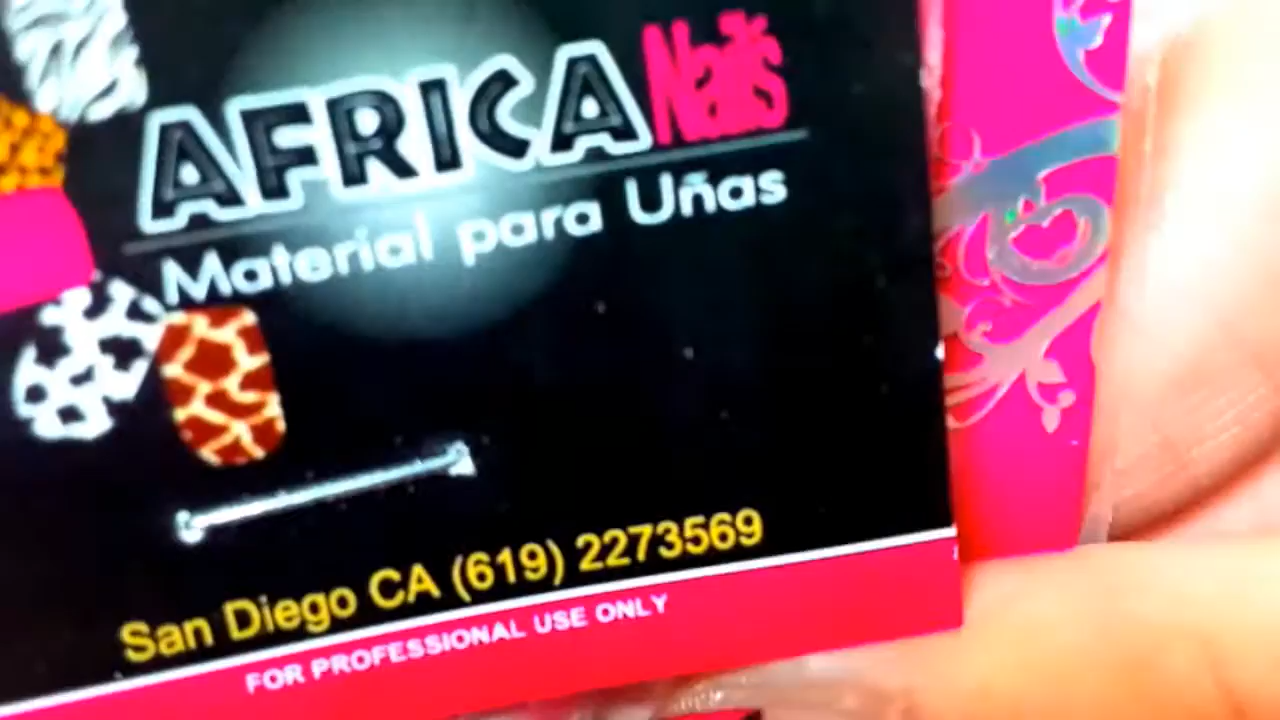 AFRICA Nails
Material para Uñas
San Diego CA (619) 2273569
FOR PROFESSIONAL USE ONLY